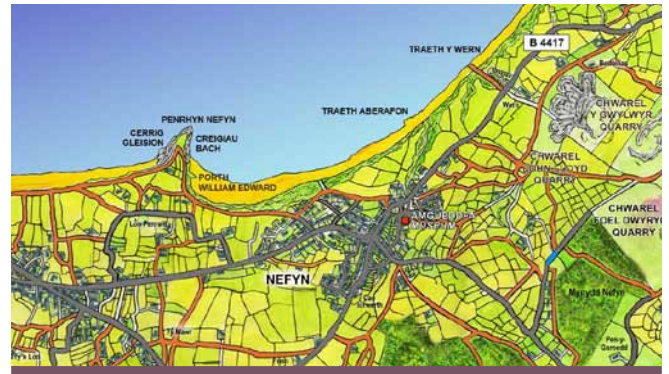 B 4417
TRAETH Y WERN
CHWAREL
Y GWYLWYR
QUARRY
TRAETH ABERAFON
PENRHYN NEFYN
CERRIG
GLEISION
CREIGIAU
BACH
PORTH
WILLIAM EDWARD
CHWAREL
QUARRY
AMGUEDDFA
MUSEUM
CHWAREL
QUARRY
NEFYN
Mynydd Nefyn